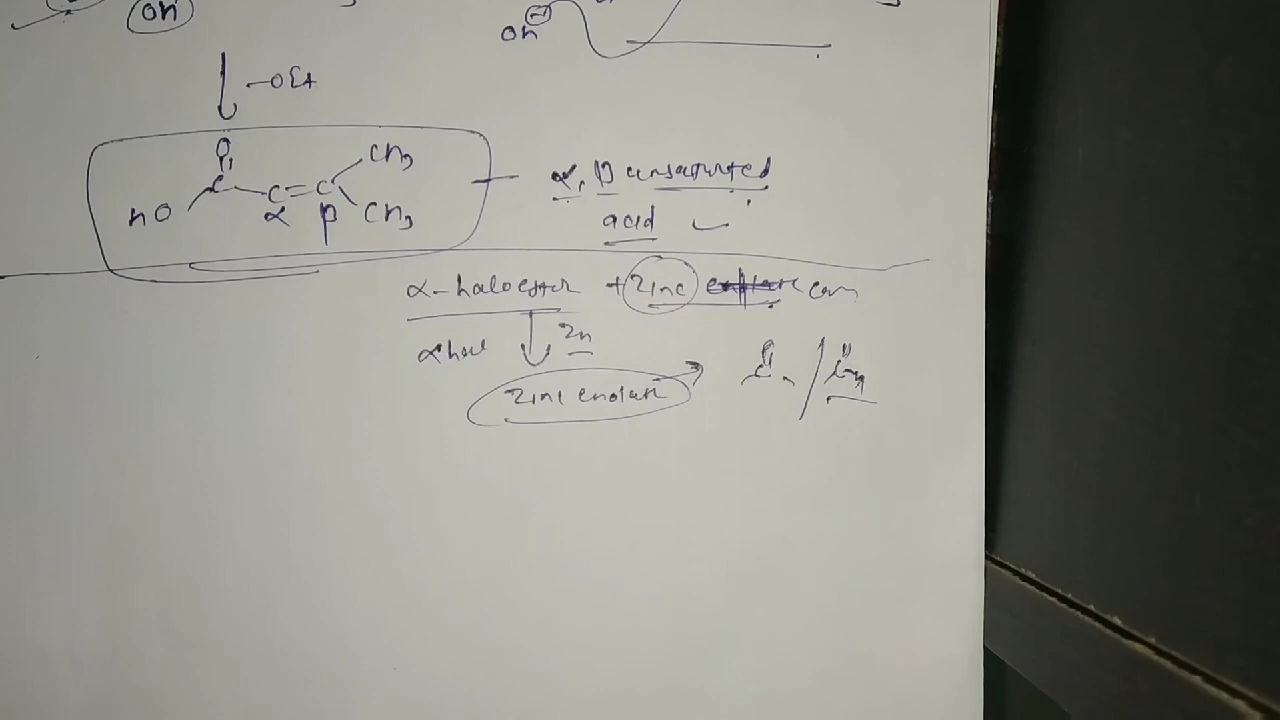 OH
OH⁻
-OEt
O
CH3
C-C=C
HO
α β CH3
α, β unsaturated
acid
α-haloester + Zinc
Zn
Zinc enolate